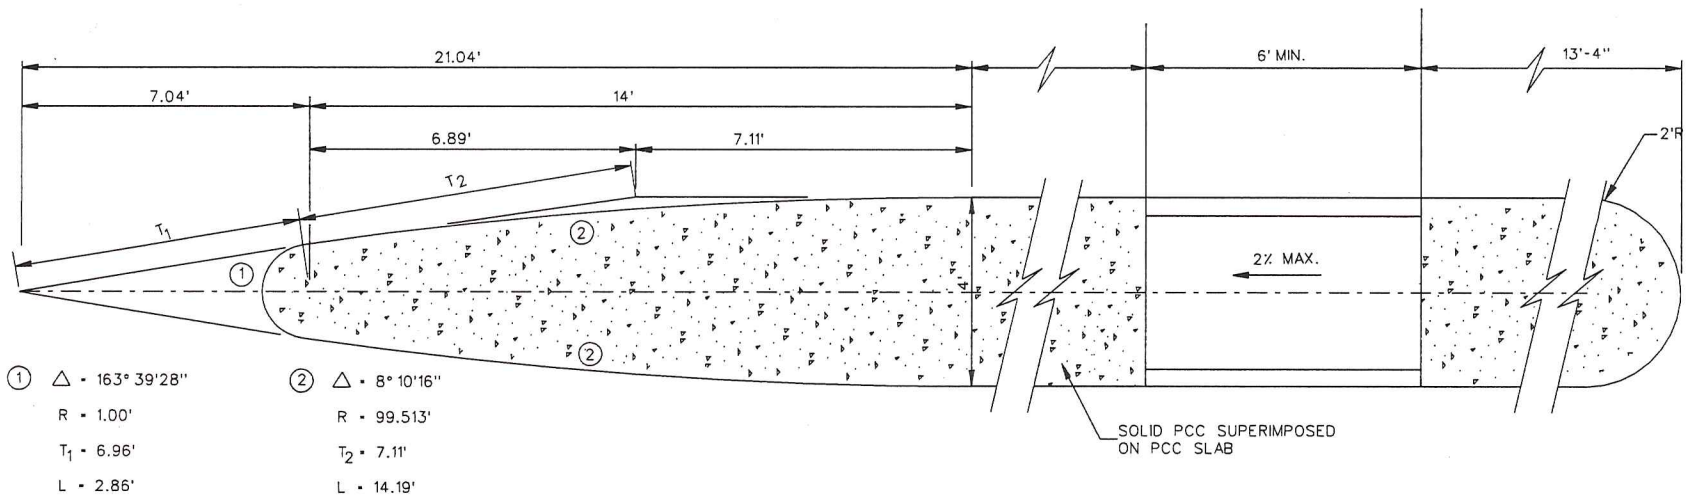 21.04'
6' MIN.
13'-4"
7.04'
14'
6.89'
7.11'
2'R
T₂
T₁
②
①
2% MAX.
4'
②
① △ - 163° 39'28"
R - 1.00'
T₁ - 6.96'
L - 2.86'
② △ - 8° 10'16"
R - 99.513'
T₂ - 7.11'
L - 14.19'
SOLID PCC SUPERIMPOSED
ON PCC SLAB